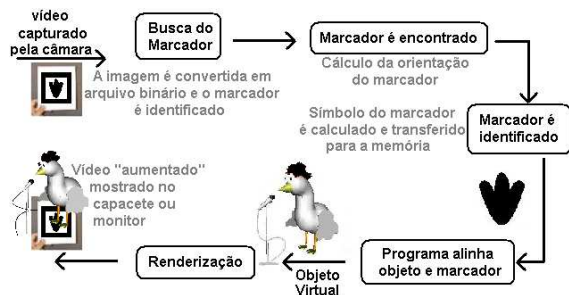 vídeo
capturado
pela câmara
Busca do
Marcador
A imagem é convertida em
arquivo binário e o marcador
é identificado
Marcador é encontrado
Cálculo da orientação
do marcador
Símbolo do marcador
é calculado e transferido
para a memória
Marcador é
identificado
Programa alinha
objeto e marcador
Objeto
Virtual
Renderização
Vídeo "aumentado"
mostrado no
capacete ou
monitor